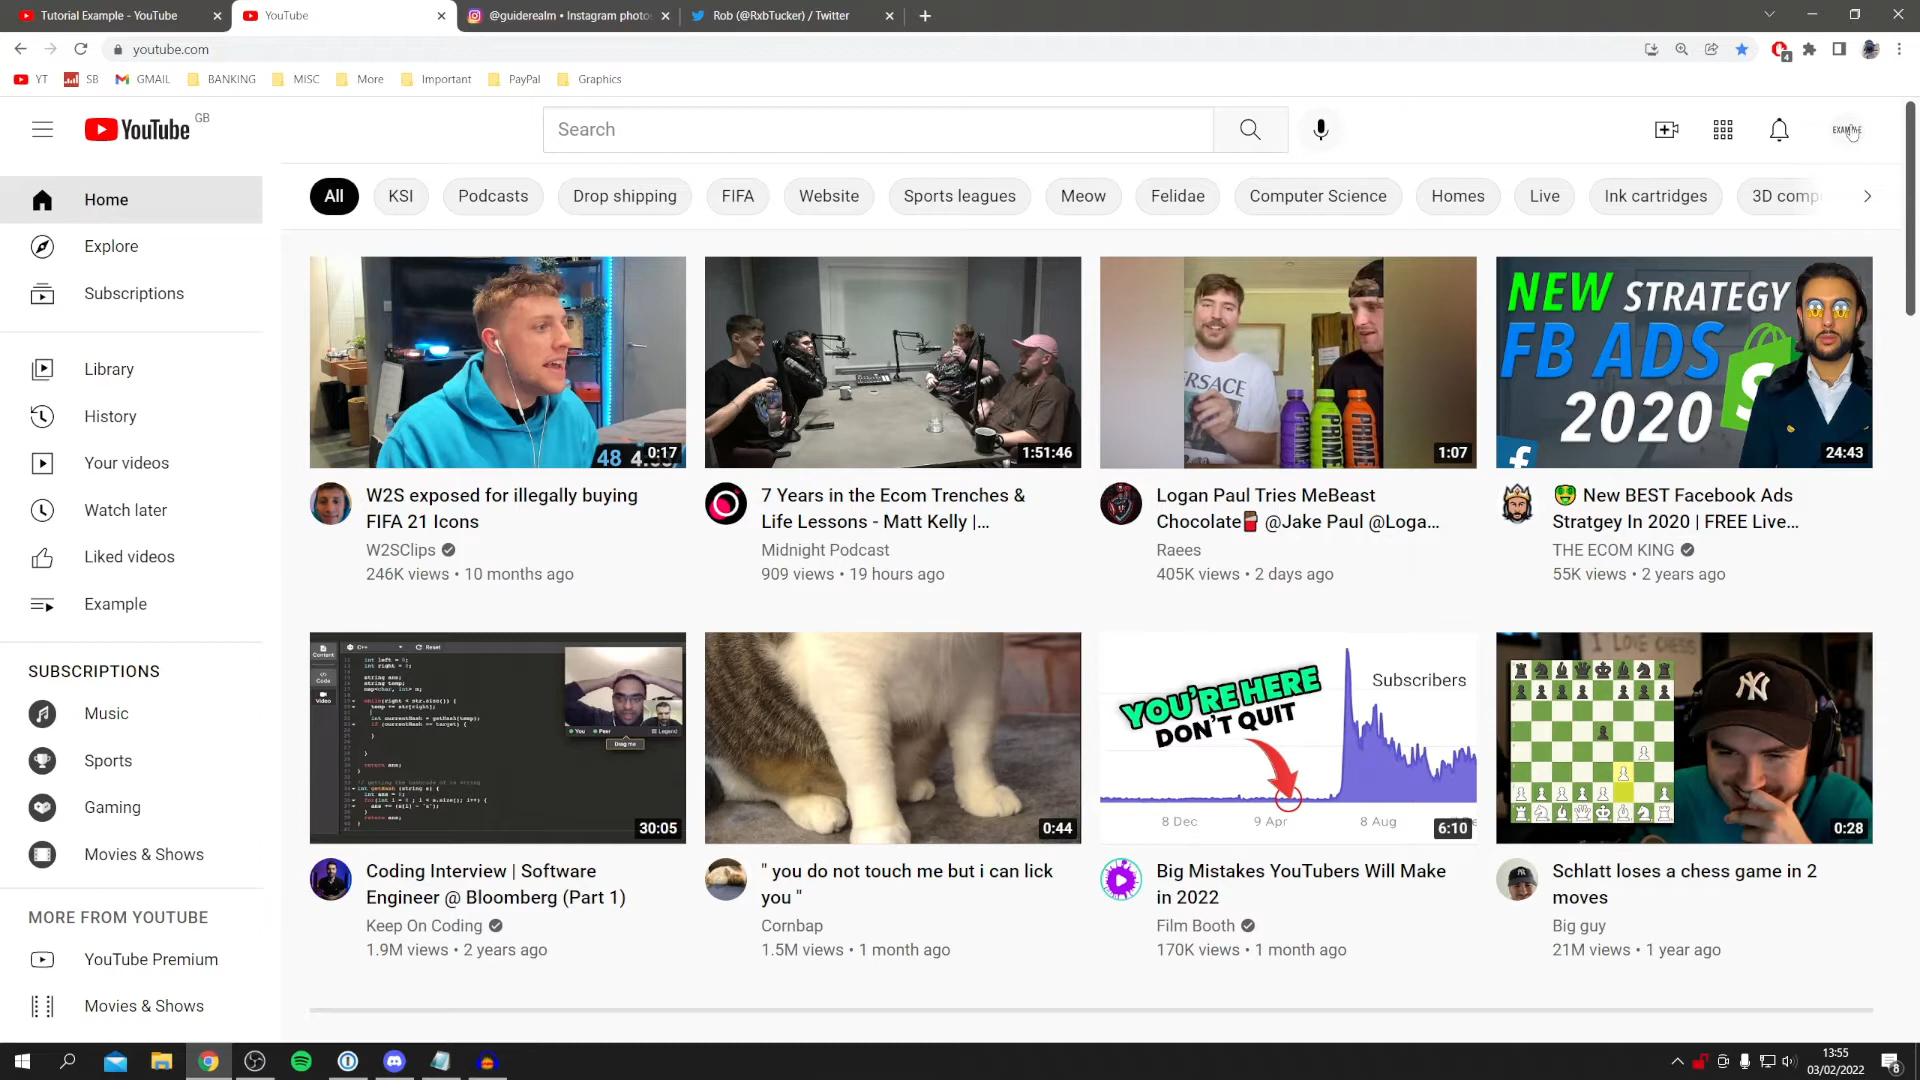 Tutorial Example - YouTube
YouTube
@guiderealm • Instagram photos
Rob (@RxbTucker) / Twitter
youtube.com
4
YT
SB
GMAIL
BANKING
MISC
More
Important
PayPal
Graphics
YouTube GB
Search
EXAMPLE
Home
Explore
Subscriptions
Library
History
Your videos
Watch later
Liked videos
Example
SUBSCRIPTIONS
Music
Sports
Gaming
Movies & Shows
MORE FROM YOUTUBE
YouTube Premium
Movies & Shows
All
KSI
Podcasts
Drop shipping
FIFA
Website
Sports leagues
Meow
Felidae
Computer Science
Homes
Live
Ink cartridges
3D comp
48
0:17
W2S exposed for illegally buying
FIFA 21 Icons
W2SClips
246K views • 10 months ago
1:51:46
7 Years in the Ecom Trenches &
Life Lessons - Matt Kelly |...
Midnight Podcast
909 views • 19 hours ago
PRIME
PRIME
PRIME
1:07
Logan Paul Tries MeBeast
Chocolate🍫 @Jake Paul @Loga...
Raees
405K views • 2 days ago
NEW STRATEGY
FB ADS
2020
24:43
🤑 New BEST Facebook Ads
Stratgey In 2020 | FREE Live...
THE ECOM KING
55K views • 2 years ago
30:05
Coding Interview | Software
Engineer @ Bloomberg (Part 1)
Keep On Coding
1.9M views • 2 years ago
0:44
" you do not touch me but i can lick
you "
Cornbap
1.5M views • 1 month ago
YOU'RE HERE
DON'T QUIT
Subscribers
8 Dec
9 Apr
8 Aug
6:10
Big Mistakes YouTubers Will Make
in 2022
Film Booth
170K views • 1 month ago
I LOVE CHESS
0:28
Schlatt loses a chess game in 2
moves
Big guy
21M views • 1 year ago
13:55
03/02/2022
8